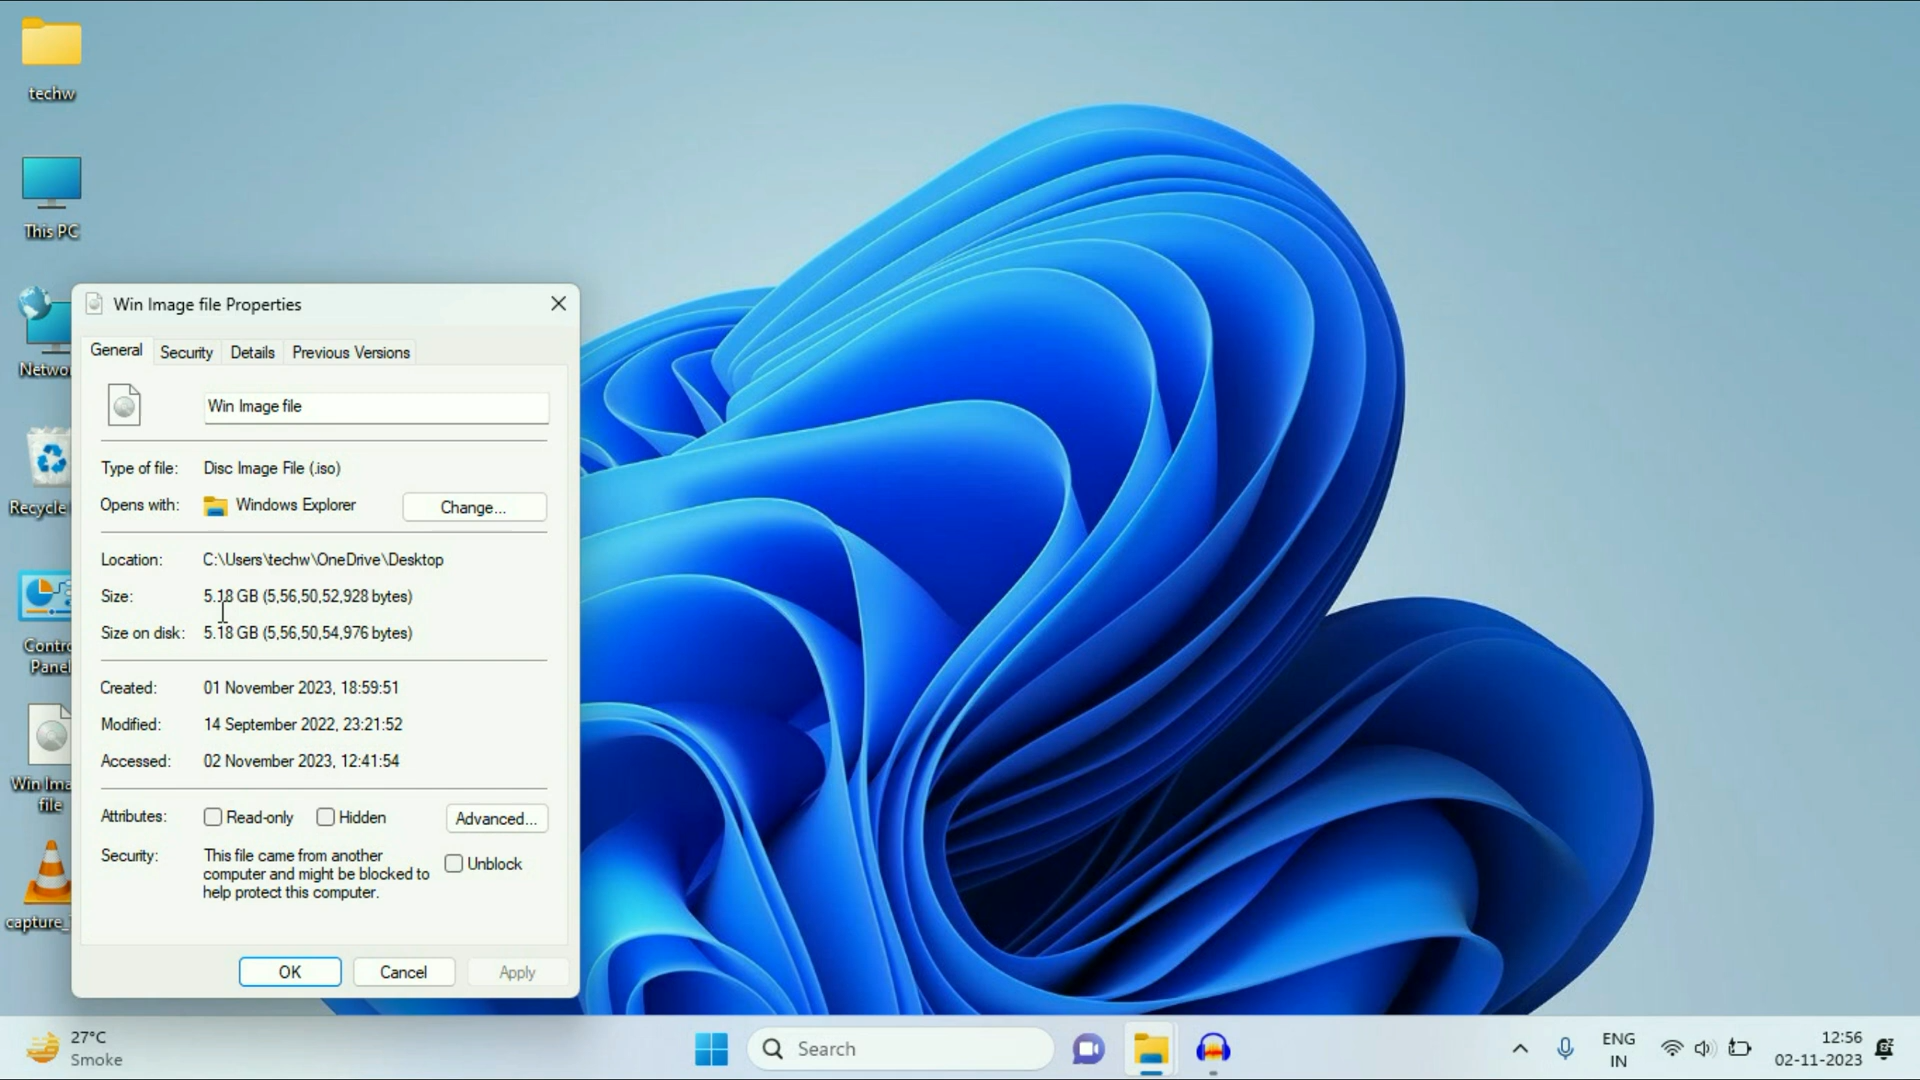 techw
This PC
Netwo
Recycle
Contro
Panel
Win Ima
file
capture_
Win Image file Properties
General Security Details Previous Versions
Win Image file
Type of file: Disc Image File (.iso)
Opens with: Windows Explorer Change...
Location: C:\Users\techw\OneDrive\Desktop
Size: 5.18 GB (5,56,50,52,928 bytes)
Size on disk: 5.18 GB (5,56,50,54,976 bytes)
Created: 01 November 2023, 18:59:51
Modified: 14 September 2022, 23:21:52
Accessed: 02 November 2023, 12:41:54
Attributes: Read-only Hidden Advanced...
Security: This file came from another
computer and might be blocked to
help protect this computer.
Unblock
OK Cancel Apply
27°C
Smoke
Search
ENG
IN
12:56
02-11-2023